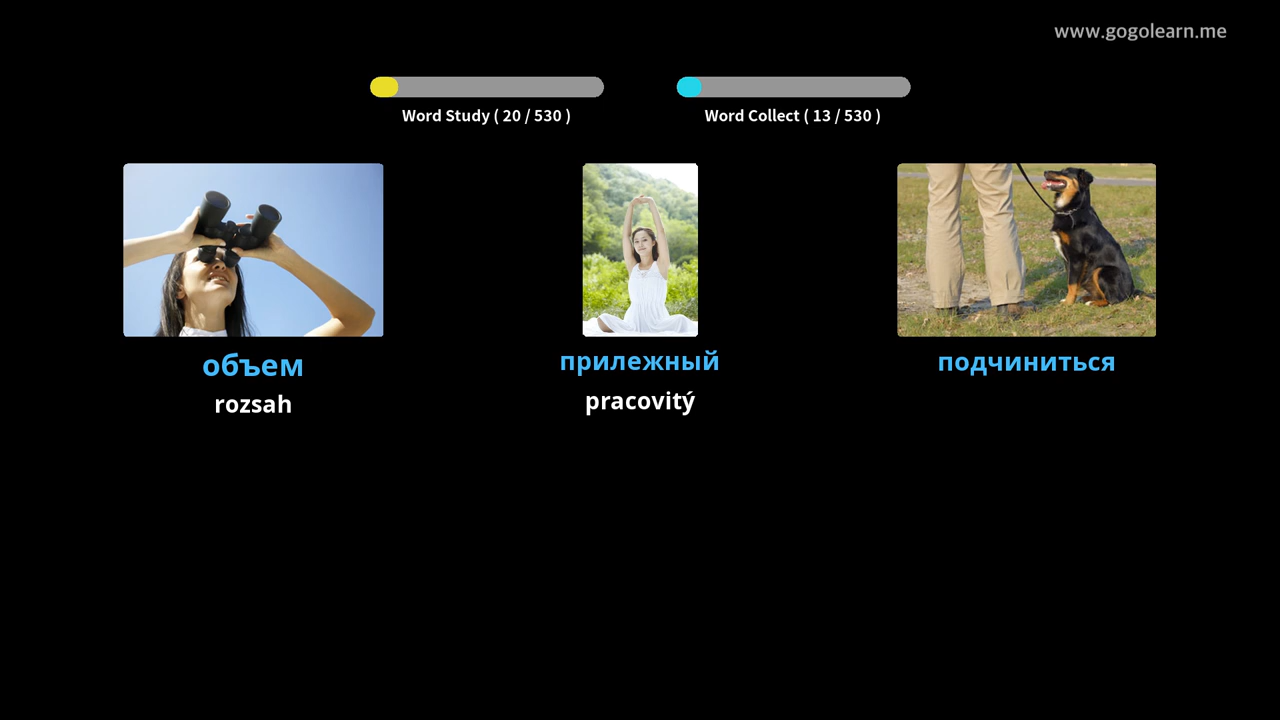 www.gogolearn.me
Word Study ( 20 / 530 )
Word Collect ( 13 / 530 )
объем
прилежный
подчиниться
rozsah
pracovitý